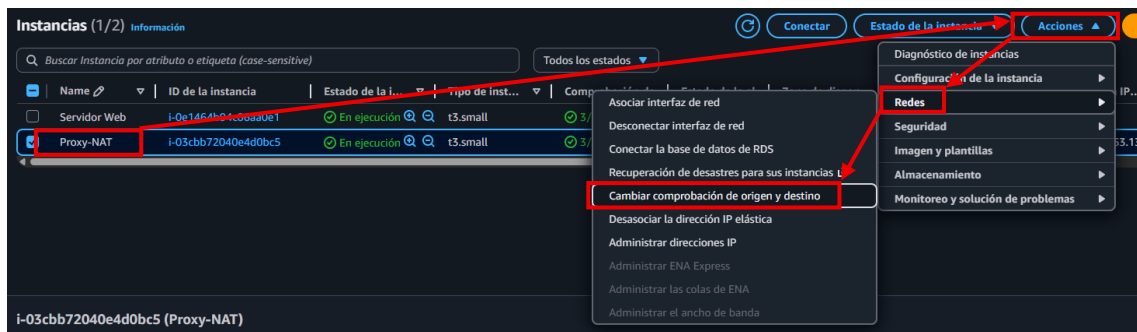 Instancias (1/2) Información
Conectar
Estado de la instancia
Acciones
Buscar Instancia por atributo o etiqueta (case-sensitive)
Todos los estados
Diagnóstico de instancias
Configuración de la instancia
Redes
Seguridad
Imagen y plantillas
Almacenamiento
Monitoreo y solución de problemas
Name
ID de la instancia
Estado de la i...
Tipo de inst...
IP...
Servidor Web
En ejecución
t3.small
Proxy-NAT
i-03cbb72040e4d0bc5
En ejecución
t3.small
3/
Asociar interfaz de red
Desconectar interfaz de red
Conectar la base de datos de RDS
Recuperación de desastres para sus instancias
Cambiar comprobación de origen y destino
Desasociar la dirección IP elástica
Administrar direcciones IP
Administrar ENA Express
Administrar las colas de ENA
Administrar el ancho de banda
i-03cbb72040e4d0bc5 (Proxy-NAT)